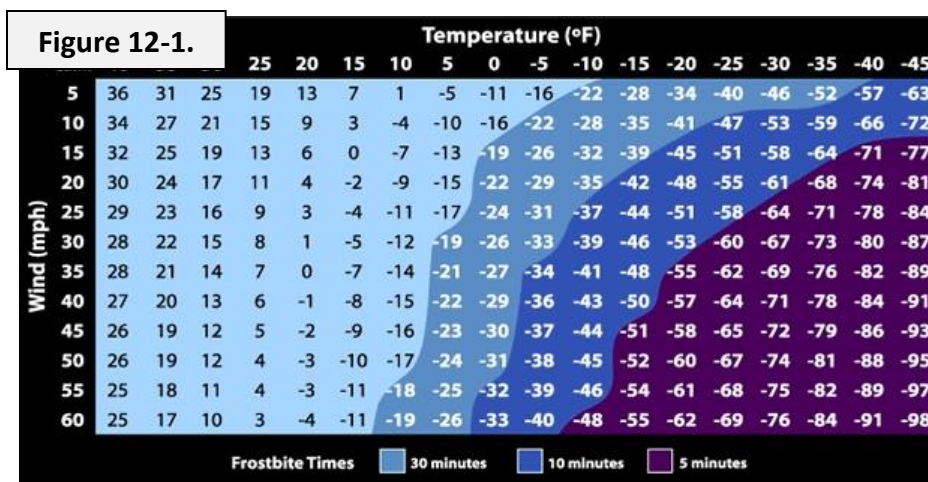 Figure 12-1.
Temperature (ºF)
25 20 15 10 5 0 -5 -10 -15 -20 -25 -30 -35 -40 -45
Wind (mph)
5 36 31 25 19 13 7 1 -5 -11 -16 -22 -28 -34 -40 -46 -52 -57 -63
10 34 27 21 15 9 3 -4 -10 -16 -22 -28 -35 -41 -47 -53 -59 -66 -72
15 32 25 19 13 6 0 -7 -13 -19 -26 -32 -39 -45 -51 -58 -64 -71 -77
20 30 24 17 11 4 -2 -9 -15 -22 -29 -35 -42 -48 -55 -61 -68 -74 -81
25 29 23 16 9 3 -4 -11 -17 -24 -31 -37 -44 -51 -58 -64 -71 -78 -84
30 28 22 15 8 1 -5 -12 -19 -26 -33 -39 -46 -53 -60 -67 -73 -80 -87
35 28 21 14 7 0 -7 -14 -21 -27 -34 -41 -48 -55 -62 -69 -76 -82 -89
40 27 20 13 6 -1 -8 -15 -22 -29 -36 -43 -50 -57 -64 -71 -78 -84 -91
45 26 19 12 5 -2 -9 -16 -23 -30 -37 -44 -51 -58 -65 -72 -79 -86 -93
50 26 19 12 4 -3 -10 -17 -24 -31 -38 -45 -52 -60 -67 -74 -81 -88 -95
55 25 18 11 4 -3 -11 -18 -25 -32 -39 -46 -54 -61 -68 -75 -82 -89 -97
60 25 17 10 3 -4 -11 -19 -26 -33 -40 -48 -55 -62 -69 -76 -84 -91 -98
Frostbite Times 30 minutes 10 minutes 5 minutes